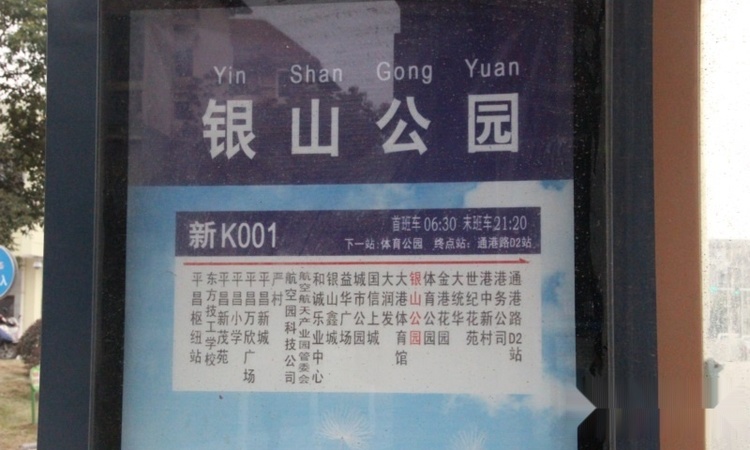 Yin Shan Gong Yuan
银山公园
新K001
首班车06:30 末班车21:20
下一站:体育公园 终点站:通港路D2站
平昌枢纽站
东方技工学校
平昌新茂苑
平昌小学
平昌万欣广场
平昌新城
严村
航空园科技公司
航空航天产业园管委会
和诚乐业中心
银山鑫城
益华广场
城市公园
国信上城
大润发
大港体育馆
银山公园
体育公园
金港花园
大统华
世纪花苑
港中新村
港务公司
通港路D2站